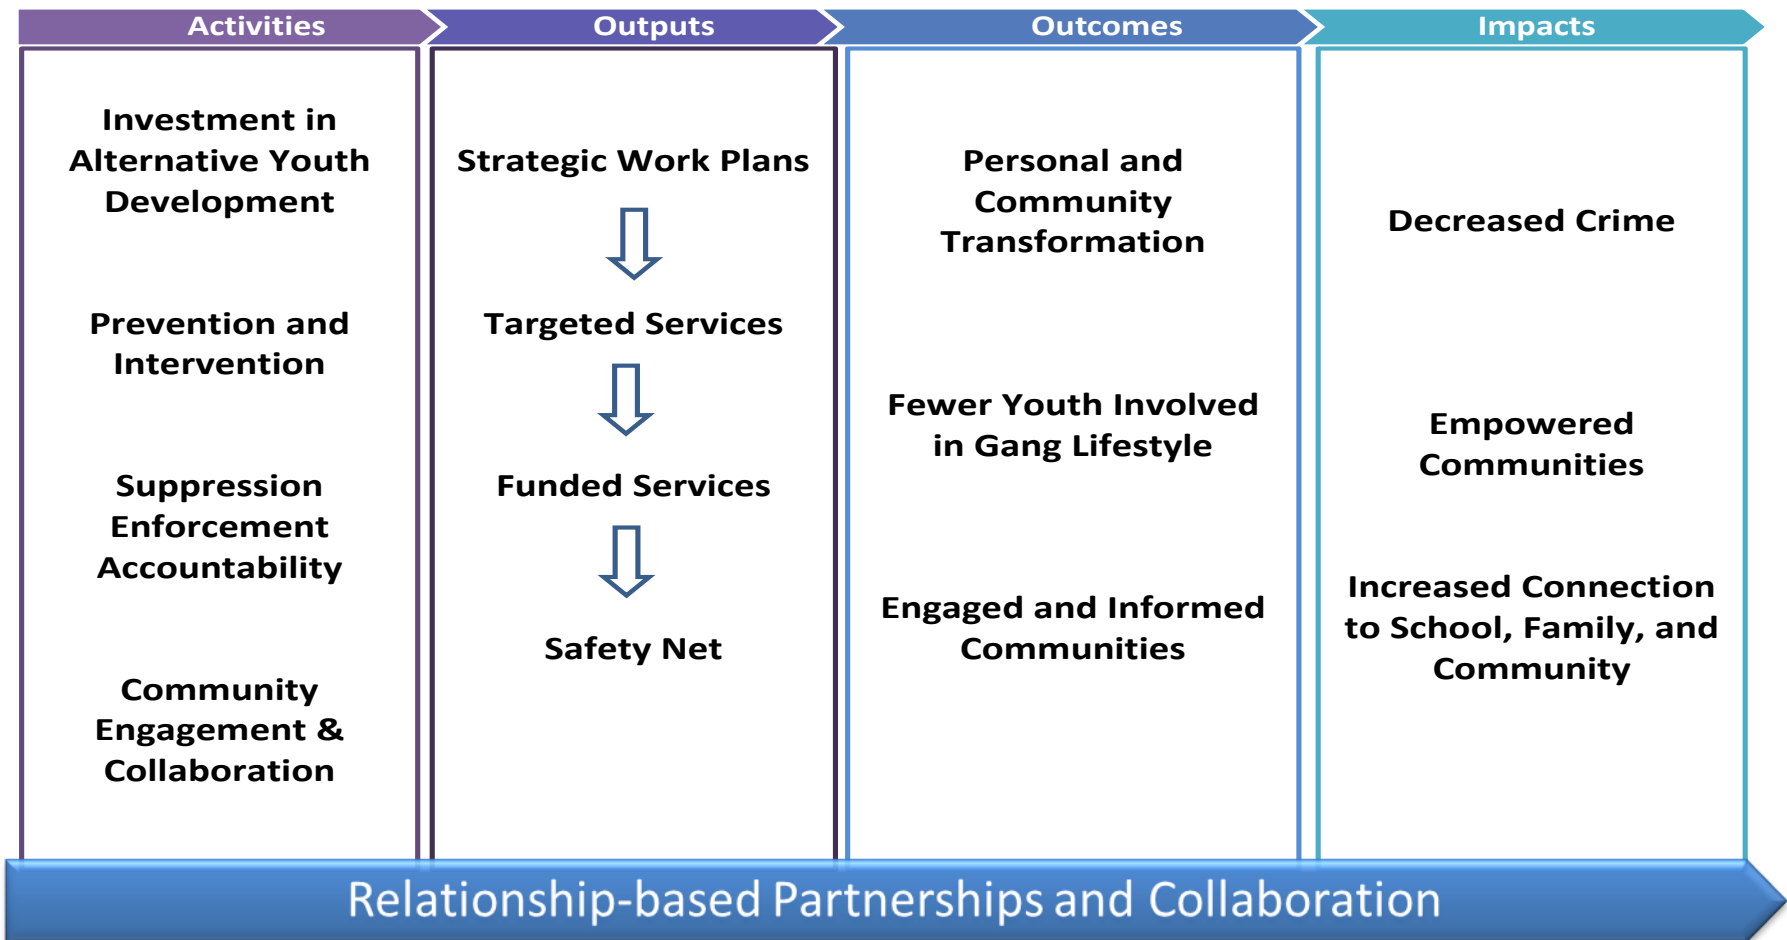 Activities
Outputs
Outcomes
Impacts
Investment in
Alternative Youth
Development
Prevention and
Intervention
Suppression
Enforcement
Accountability
Community
Engagement &
Collaboration
Strategic Work Plans
Targeted Services
Funded Services
Safety Net
Personal and
Community
Transformation
Fewer Youth Involved
in Gang Lifestyle
Engaged and Informed
Communities
Decreased Crime
Empowered
Communities
Increased Connection
to School, Family, and
Community
Relationship-based Partnerships and Collaboration